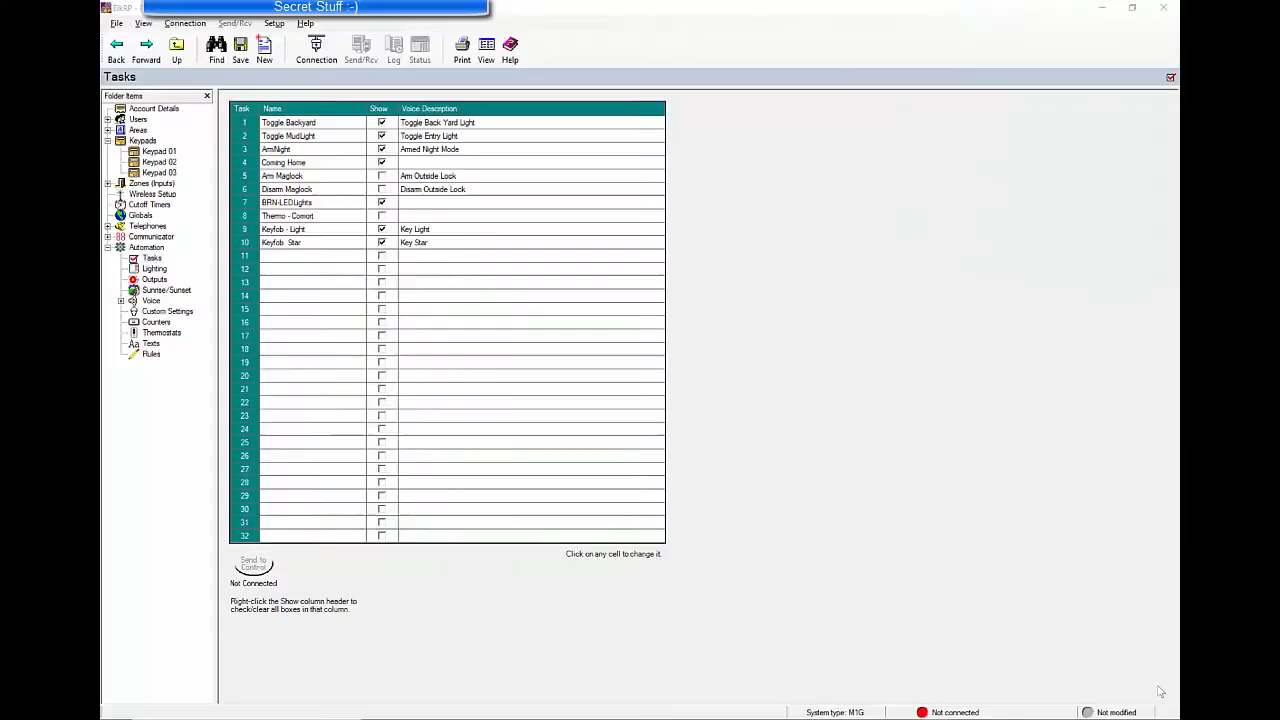 ElkRP -
Secret Stuff :-)
File View Connection Send/Rcv Setup Help
Back Forward Up Find Save New Connection Send/Rcv Log Status Print View Help
Tasks
Folder Items
Account Details
Users
Areas
Keypads
Keypad 01
Keypad 02
Keypad 03
Zones (Inputs)
Wireless Setup
Cutoff Timers
Globals
Telephones
88 Communicator
Automation
Tasks
Lighting
Outputs
Sunrise/Sunset
Voice
Custom Settings
Counters
Thermostats
Aa Texts
Rules
Task Name Show Voice Description
1 Toggle Backyard Toggle Back Yard Light
2 Toggle MudLight Toggle Entry Light
3 ArmNight Armed Night Mode
4 Coming Home
5 Arm Maglock Arm Outside Lock
6 Disarm Maglock Disarm Outside Lock
7 BRN-LEDLights
8 Thermo - Comort
9 Keyfob - Light Key Light
10 Keyfob Star Key Star
11
12
13
14
15
16
17
18
19
20
21
22
23
24
25
26
27
28
29
30
31
32
Send to
Control
Click on any cell to change it.
Not Connected
Right-click the Show column header to
check/clear all boxes in that column.
System type: M1G Not connected Not modified